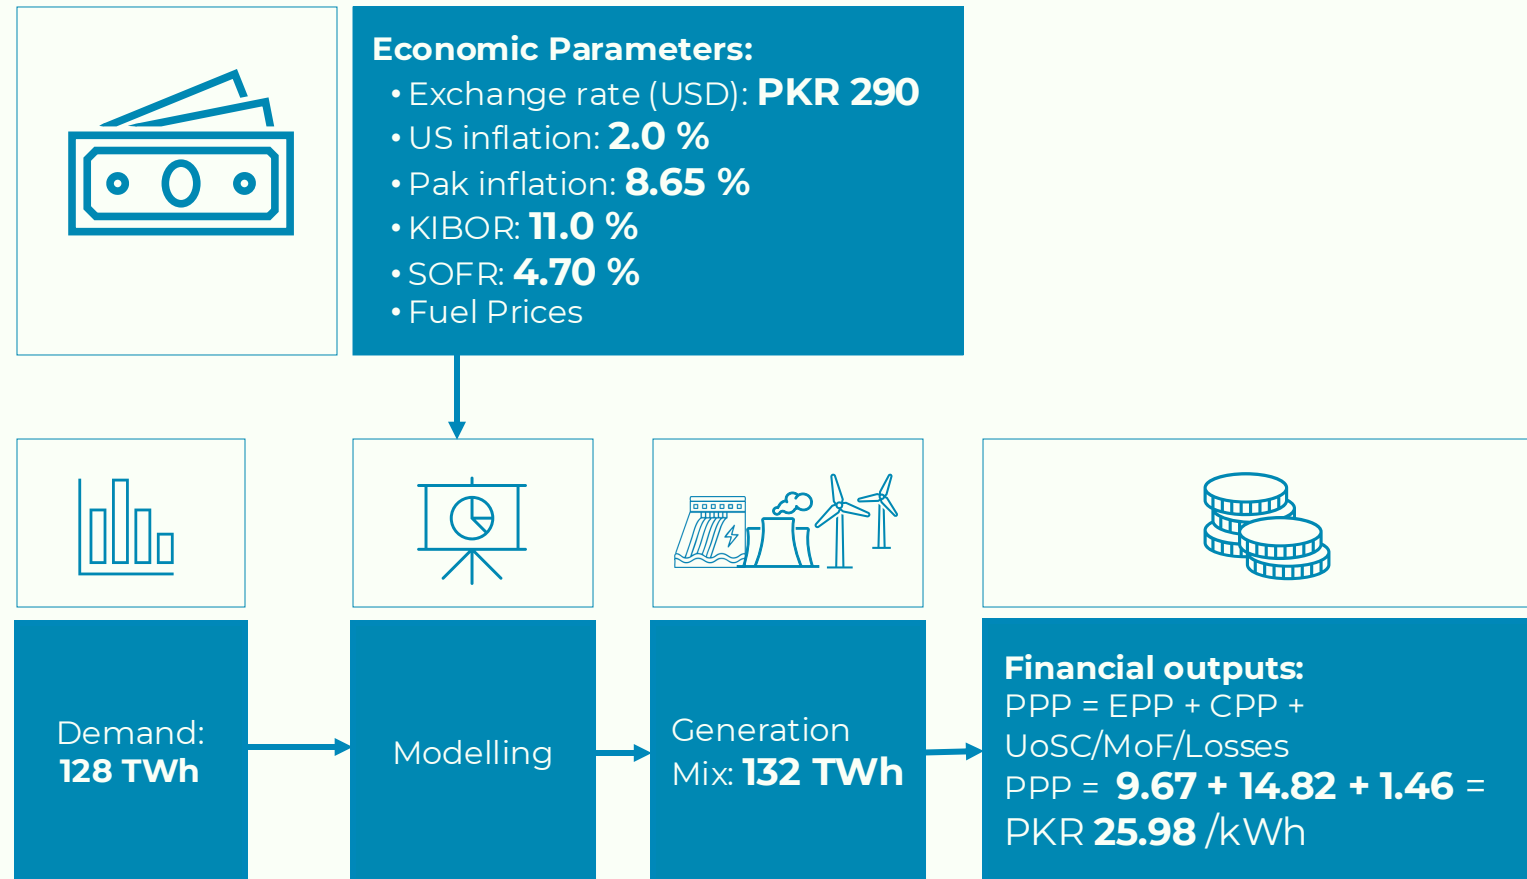 Economic Parameters:
• Exchange rate (USD): PKR 290
• US inflation: 2.0 %
• Pak inflation: 8.65 %
• KIBOR: 11.0 %
• SOFR: 4.70 %
• Fuel Prices
Demand:
128 TWh
Modelling
Generation
Mix: 132 TWh
Financial outputs:
PPP = EPP + CPP +
UoSC/MoF/Losses
PPP = 9.67 + 14.82 + 1.46 =
PKR 25.98 /kWh